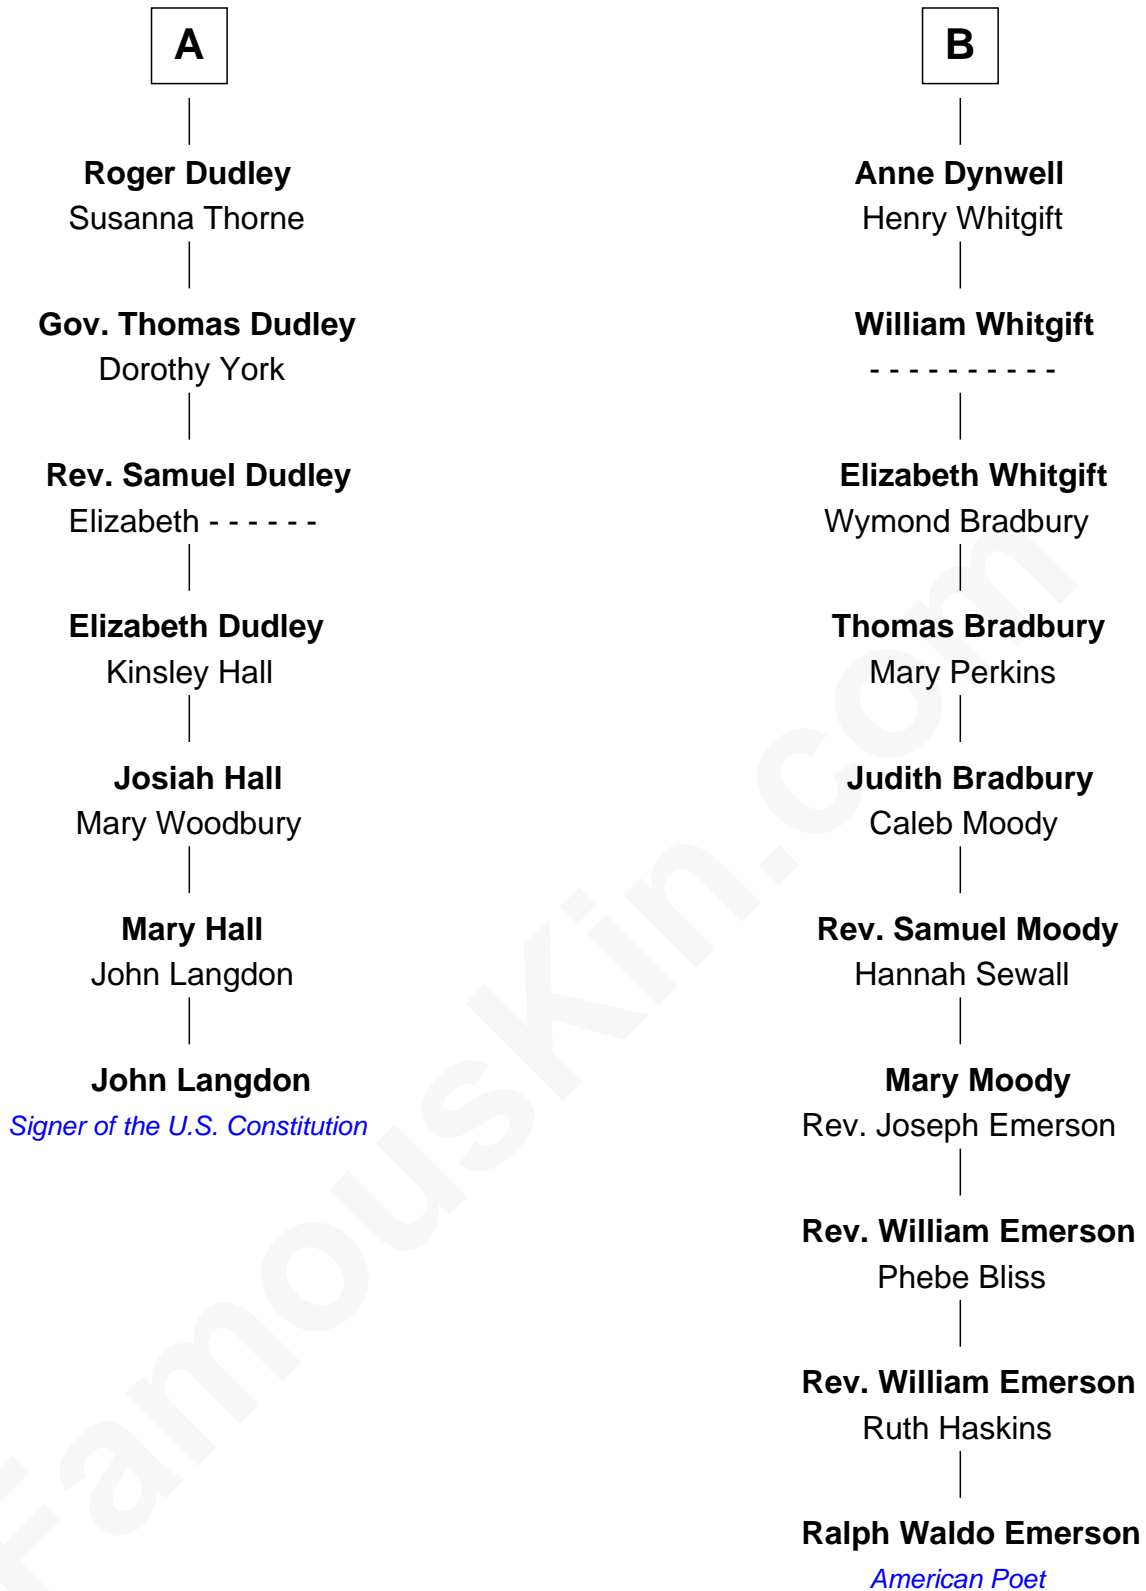 A
Roger Dudley
Susanna Thorne
Gov. Thomas Dudley
Dorothy York
Rev. Samuel Dudley
Elizabeth - - - - - -
Elizabeth Dudley
Kinsley Hall
Josiah Hall
Mary Woodbury
Mary Hall
John Langdon
John Langdon
Signer of the U.S. Constitution
B
Anne Dynwell
Henry Whitgift
William Whitgift
- - - - - - - - - -
Elizabeth Whitgift
Wymond Bradbury
Thomas Bradbury
Mary Perkins
Judith Bradbury
Caleb Moody
Rev. Samuel Moody
Hannah Sewall
Mary Moody
Rev. Joseph Emerson
Rev. William Emerson
Phebe Bliss
Rev. William Emerson
Ruth Haskins
Ralph Waldo Emerson
American Poet
FamousKin.com